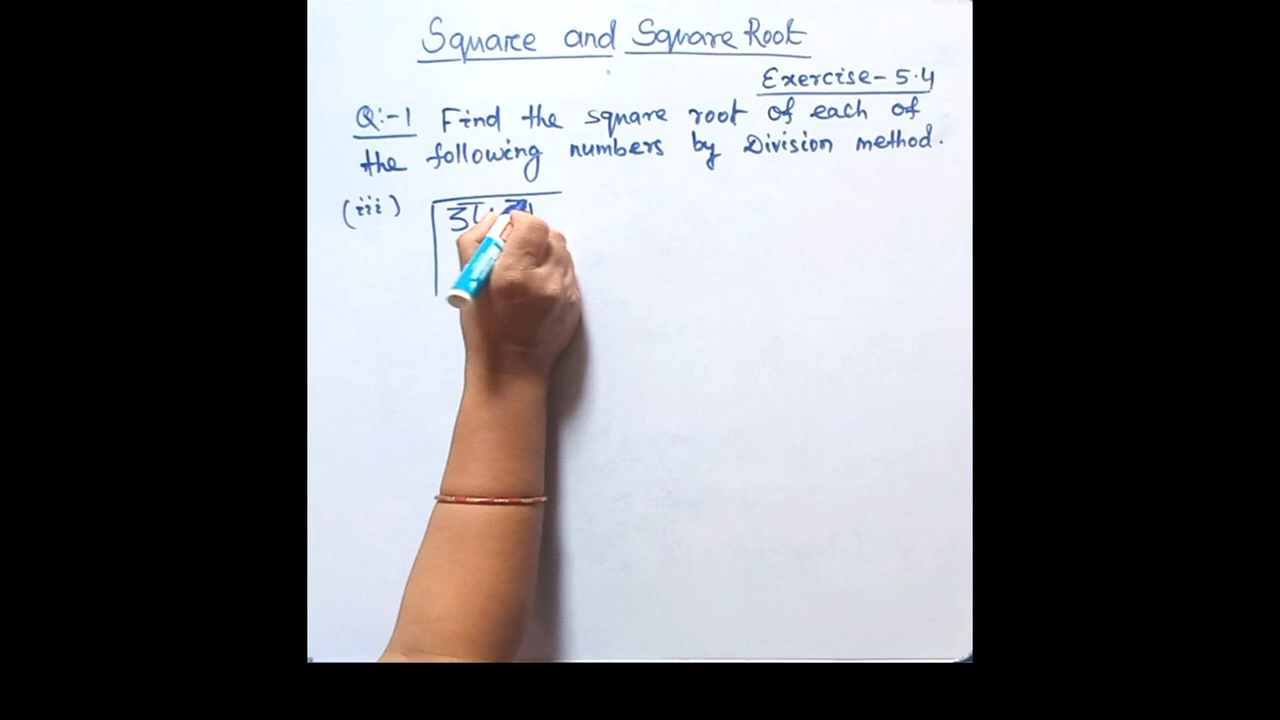 Square and Square Root
Exercise- 5.4
Q:-1 Find the square root of each of
the following numbers by Division method.
(iii)